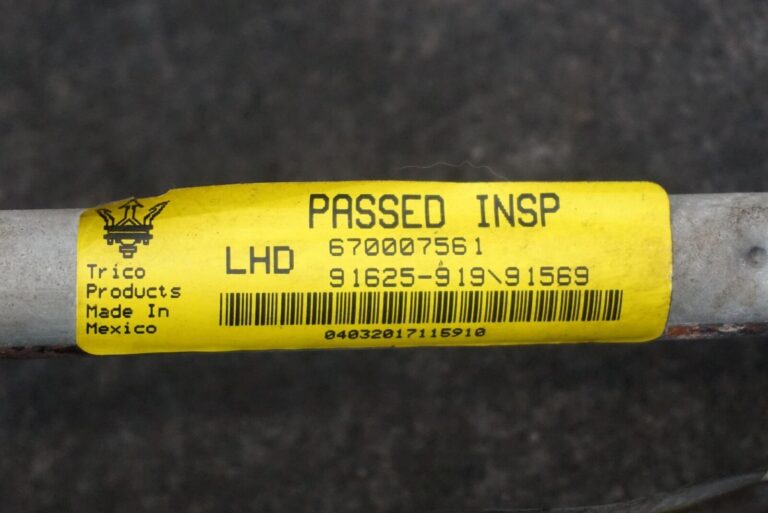 PASSED INSP
LHD
670007561
91625-919\91569
04032017115910
Trico
Products
Made In
Mexico